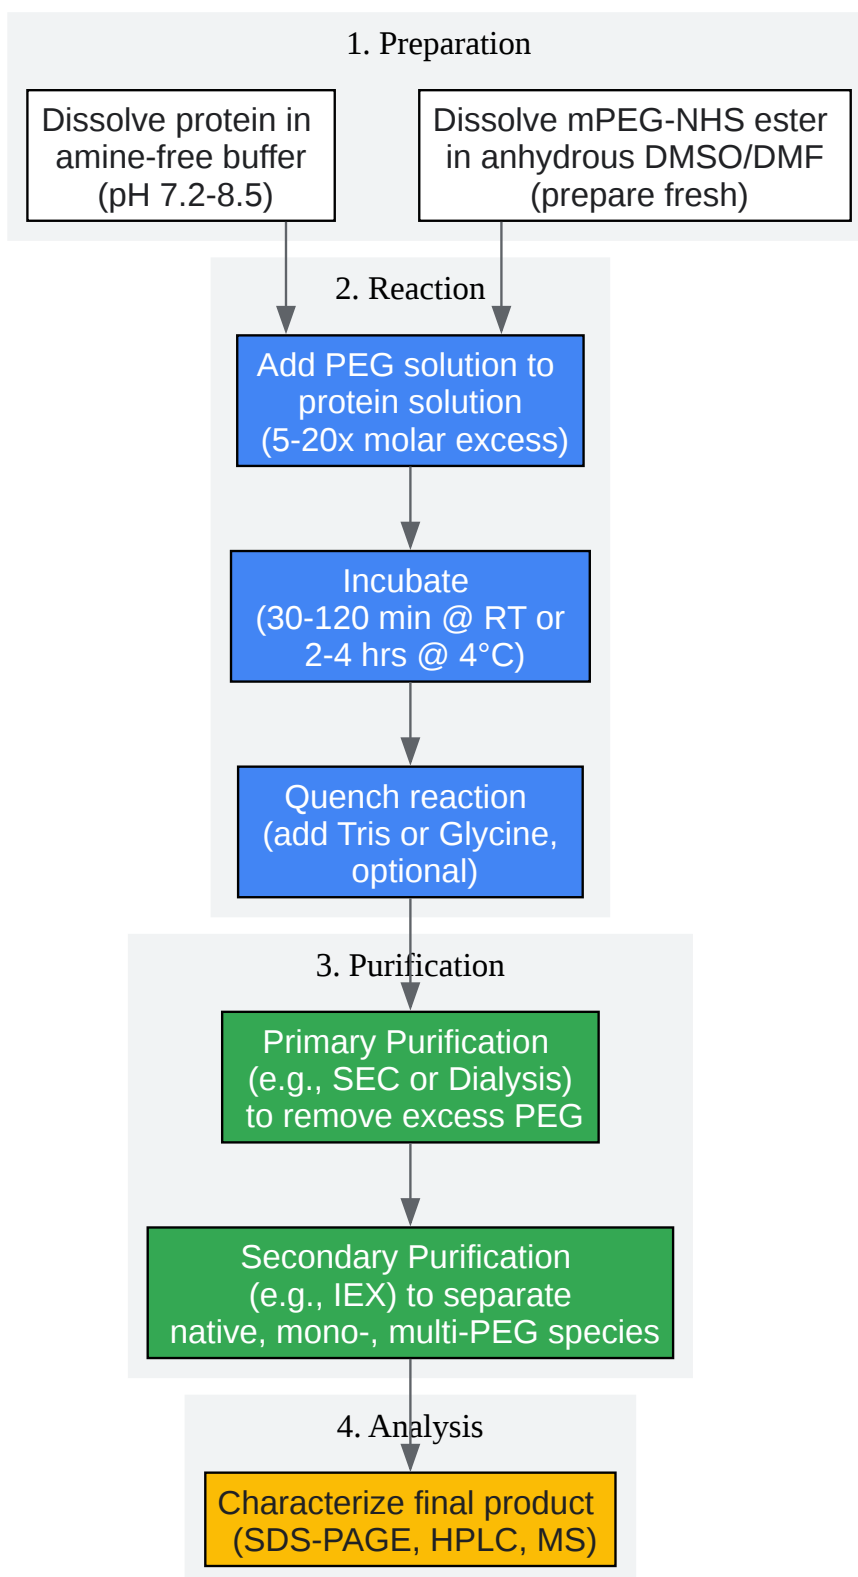 1. Preparation
Dissolve protein in
amine-free buffer
(pH 7.2-8.5)
Dissolve mPEG-NHS ester
in anhydrous DMSO/DMF
(prepare fresh)
2. Reaction
Add PEG solution to
protein solution
(5-20x molar excess)
Incubate
(30-120 min @ RT or
2-4 hrs @ 4°C)
Quench reaction
(add Tris or Glycine,
optional)
3. Purification
Primary Purification
(e.g., SEC or Dialysis)
to remove excess PEG
Secondary Purification
(e.g., IEX) to separate
native, mono-, multi-PEG species
4. Analysis
Characterize final product
(SDS-PAGE, HPLC, MS)